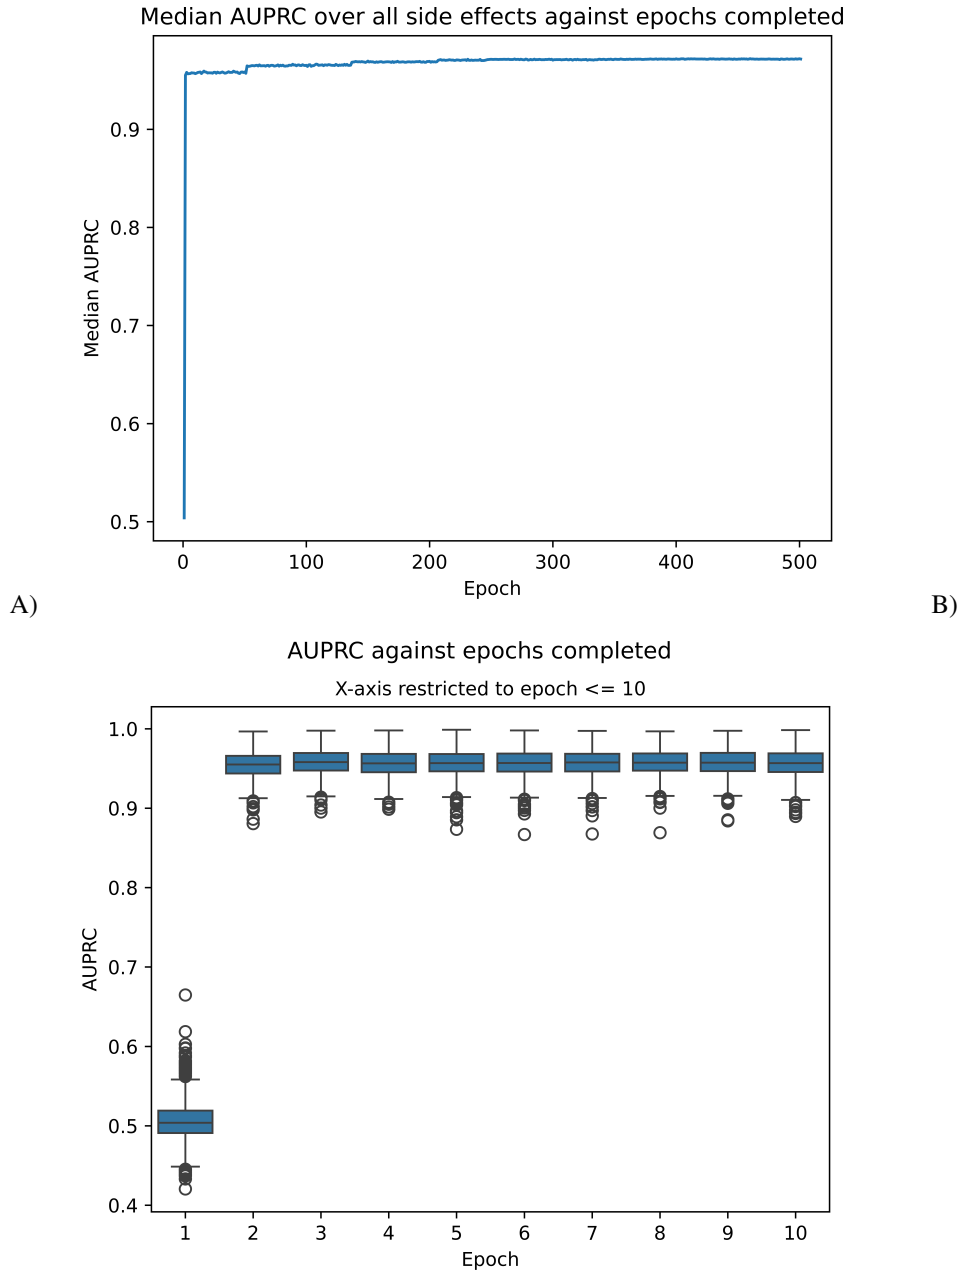 Median AUPRC over all side effects against epochs completed
Median AUPRC
0.9
0.8
0.7
0.6
0.5
0 100 200 300 400 500
Epoch
A) B)
AUPRC against epochs completed
X-axis restricted to epoch <= 10
AUPRC
1.0
0.9
0.8
0.7
0.6
0.5
0.4
1 2 3 4 5 6 7 8 9 10
Epoch